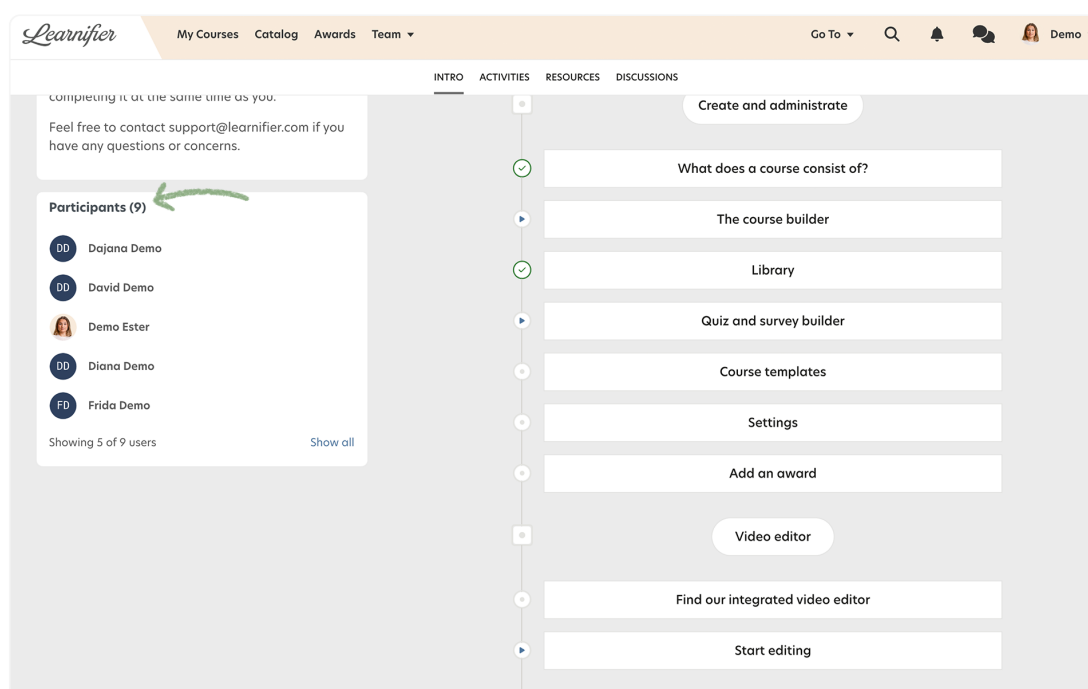 Learnifier
My Courses
Catalog
Awards
Team
Go To
Demo
INTRO
ACTIVITIES
RESOURCES
DISCUSSIONS
completing it at the same time as you.
Feel free to contact support@learnifier.com if you
have any questions or concerns.
Participants (9)
DD
Dajana Demo
DD
David Demo
Demo Ester
DD
Diana Demo
FD
Frida Demo
Showing 5 of 9 users
Show all
Create and administrate
What does a course consist of?
The course builder
Library
Quiz and survey builder
Course templates
Settings
Add an award
Video editor
Find our integrated video editor
Start editing